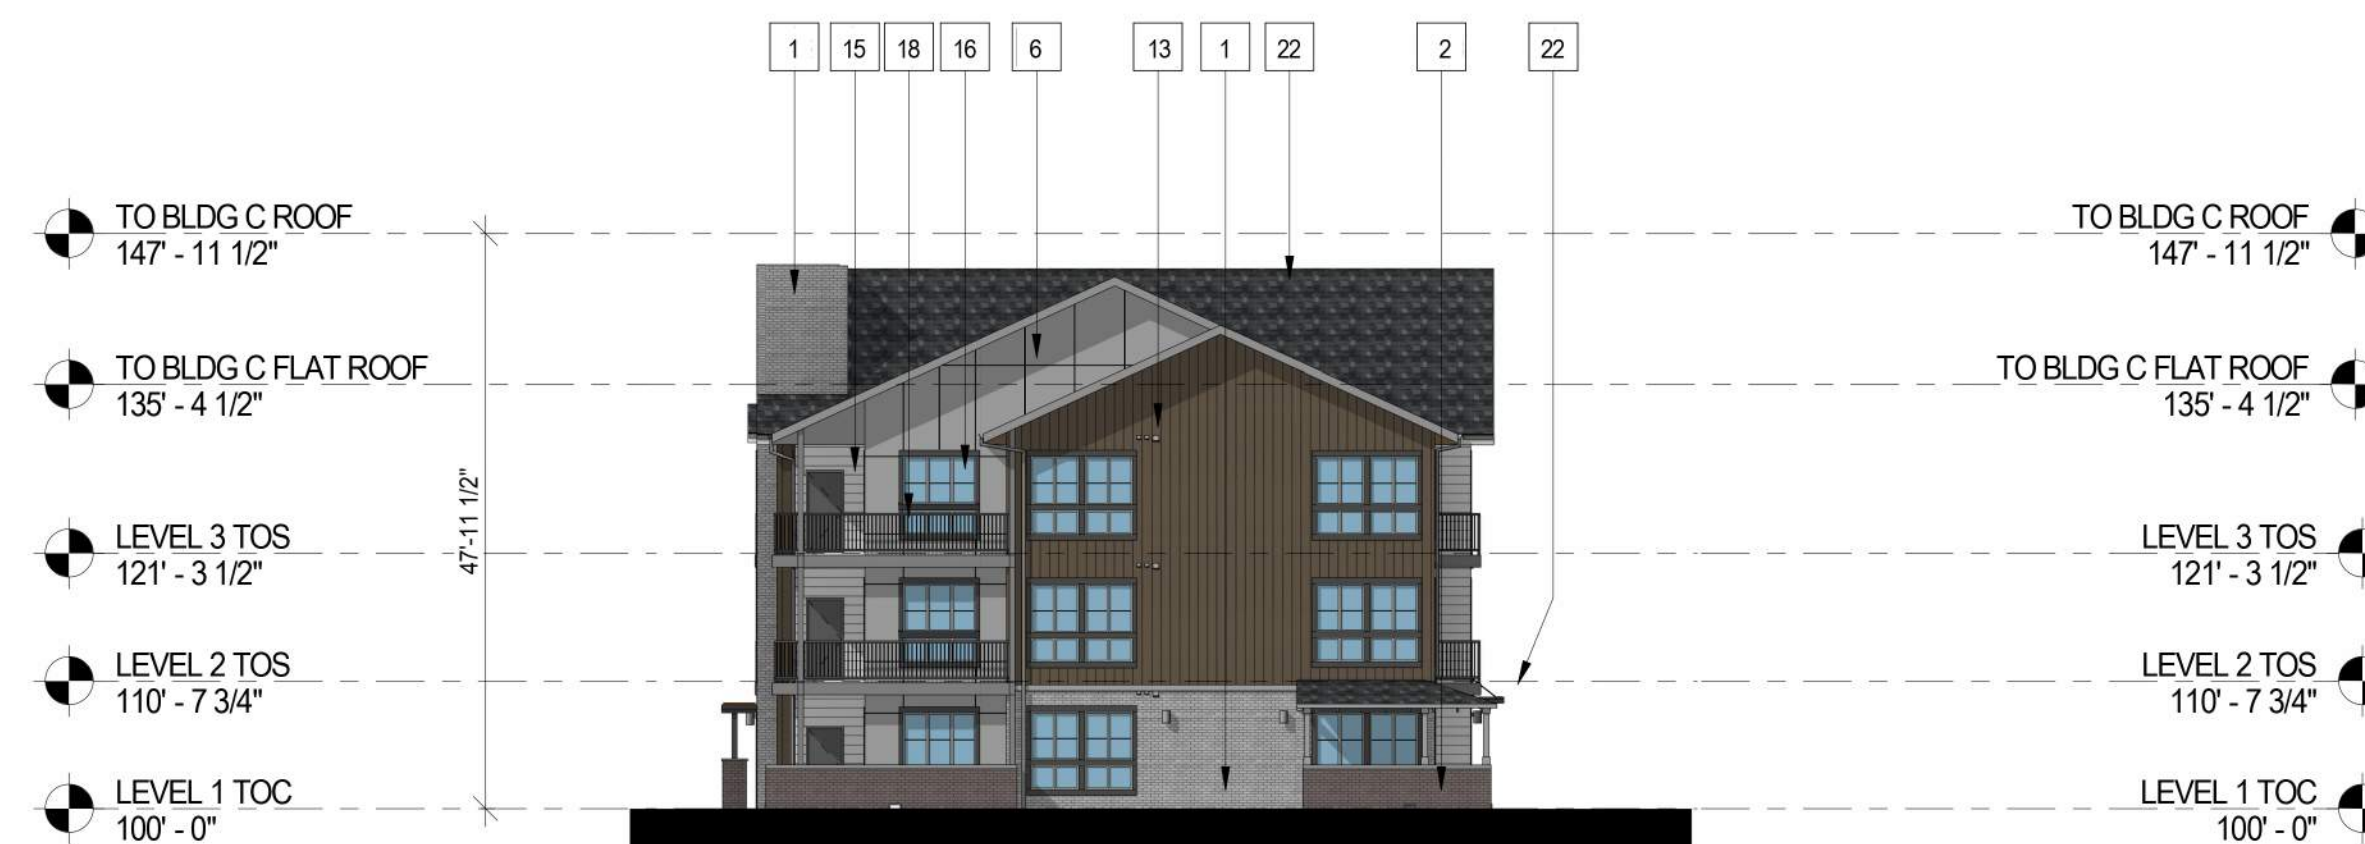 1 15 18 16 6 13 1 22 2 22
TO BLDG C ROOF
147' - 11 1/2"
TO BLDG C FLAT ROOF
135' - 4 1/2"
LEVEL 3 TOS
121' - 3 1/2"
LEVEL 2 TOS
110' - 7 3/4"
LEVEL 1 TOC
100' - 0"
47'-11 1/2"
TO BLDG C ROOF
147' - 11 1/2"
TO BLDG C FLAT ROOF
135' - 4 1/2"
LEVEL 3 TOS
121' - 3 1/2"
LEVEL 2 TOS
110' - 7 3/4"
LEVEL 1 TOC
100' - 0"